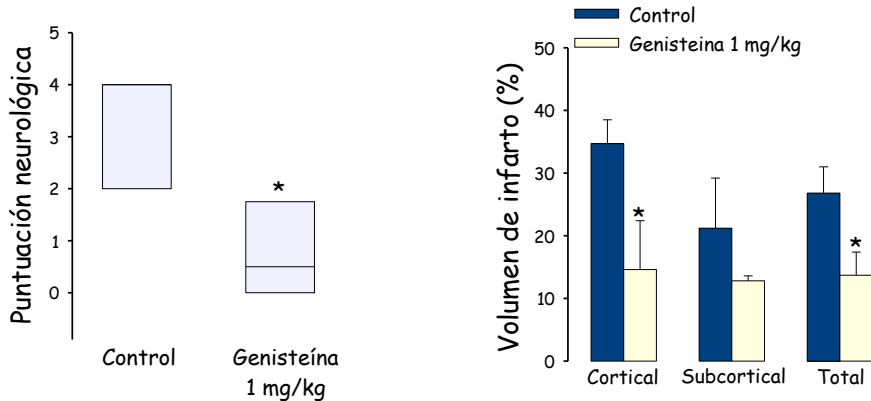 Puntuación neurológica
5
4
3
2
1
0
*
Control
Genisteína
1 mg/kg
Control
Genisteina 1 mg/kg
Volumen de infarto (%)
50
40
30
20
10
0
*
*
Cortical Subcortical Total